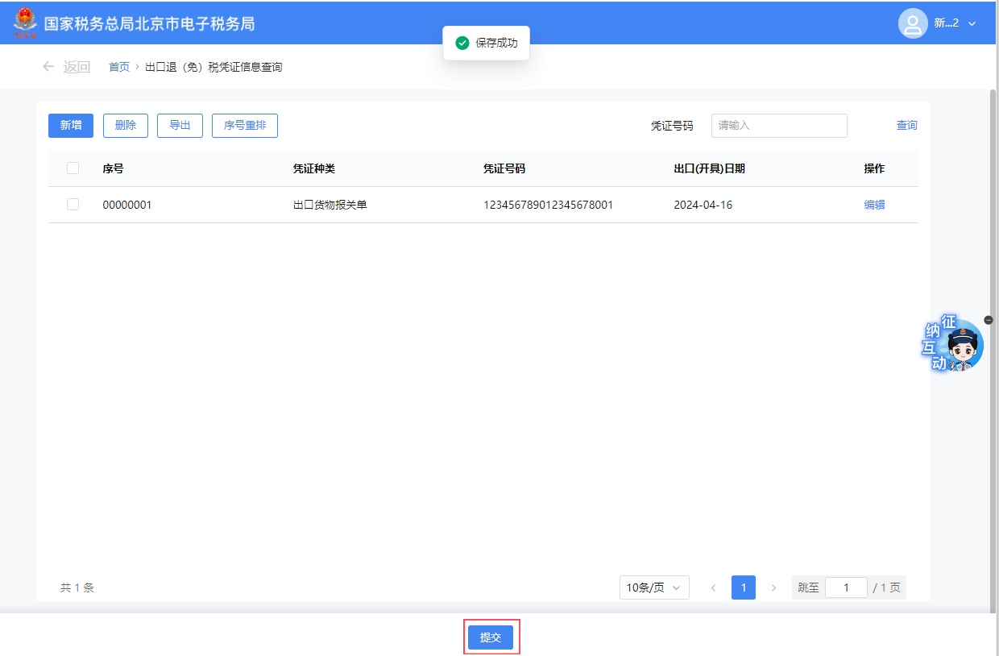 国家税务总局北京市电子税务局
新...2
保存成功
返回 首页 › 出口退（免）税凭证信息查询
新增 删除 导出 序号重排 凭证号码 请输入 查询
序号 凭证种类 凭证号码 出口(开具)日期 操作
00000001 出口货物报关单 123456789012345678001 2024-04-16 编辑
征
纳
互
动
共 1 条 10条/页 1 跳至 1 / 1 页
提交